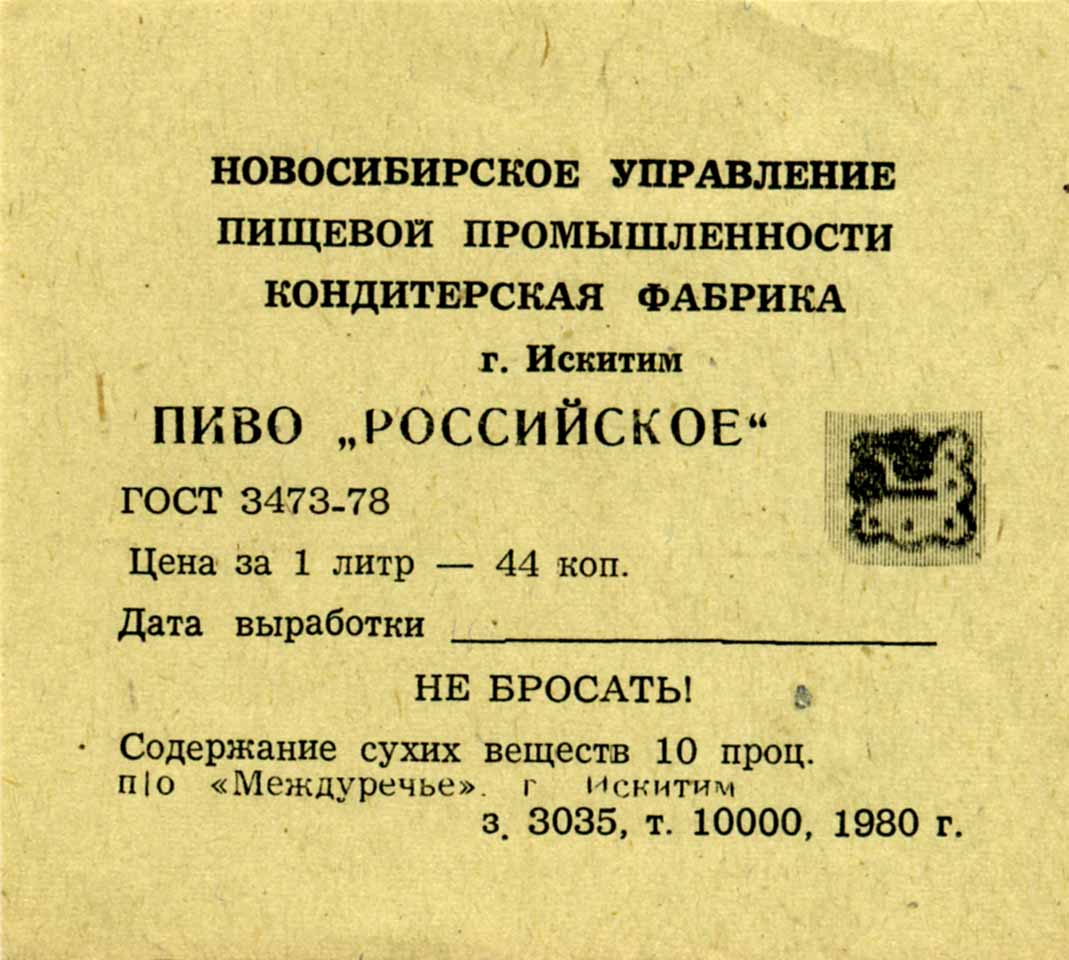 НОВОСИБИРСКОЕ УПРАВЛЕНИЕ
ПИЩЕВОЙ ПРОМЫШЛЕННОСТИ
КОНДИТЕРСКАЯ ФАБРИКА
г. Искитим
ПИВО „РОССИЙСКОЕ“
ГОСТ 3473-78
Цена за 1 литр — 44 коп.
Дата выработки
НЕ БРОСАТЬ!
Содержание сухих веществ 10 проц.
п|о «Междуречье». г Искитим
з. 3035, т. 10000, 1980 г.